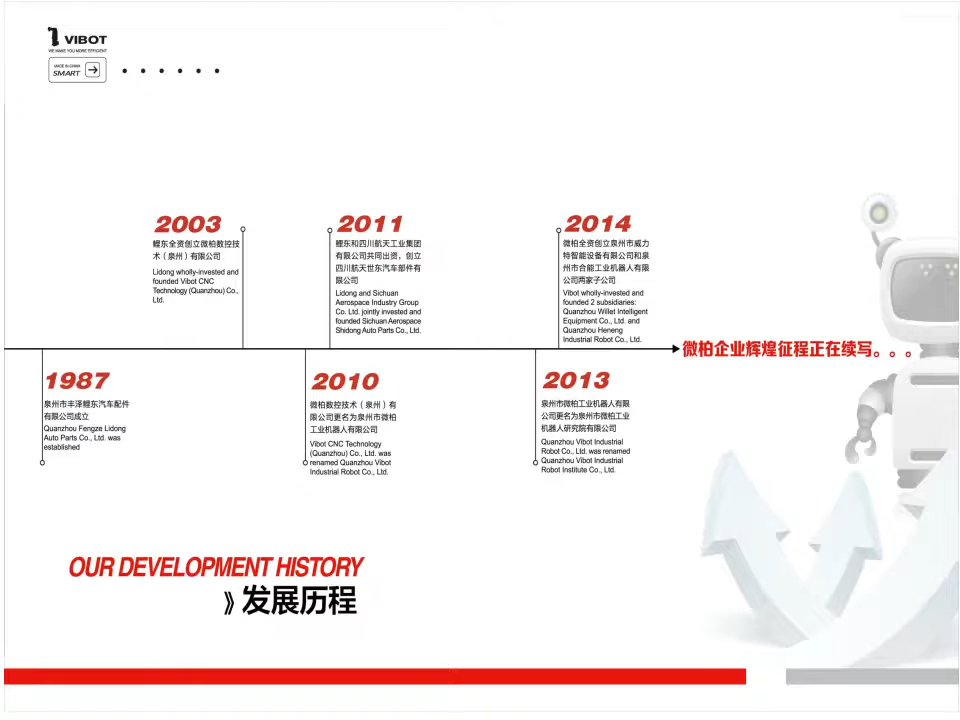 VIBOT
WE MAKE YOU MORE EFFICIENT
MADE IN CHINA
SMART
2003
鲤东全资创立微柏数控技
术（泉州）有限公司
Lidong wholly-invested and
founded Vibot CNC
Technology (Quanzhou) Co.,
Ltd.
2011
鲤东和四川航天工业集团
有限公司共同出资，创立
四川航天世东汽车部件有
限公司
Lidong and Sichuan
Aerospace Industry Group
Co. Ltd. jointly invested and
founded Sichuan Aerospace
Shidong Auto Parts Co., Ltd.
2014
微柏全资创立泉州市威力
特智能设备有限公司和泉
州市合能工业机器人有限
公司两家子公司
Vibot wholly-invested and
founded 2 subsidiaries:
Quanzhou Willet Intelligent
Equipment Co., Ltd. and
Quanzhou Heneng
Industrial Robot Co., Ltd.
微柏企业辉煌征程正在续写。。。
1987
泉州市丰泽鲤东汽车配件
有限公司成立
Quanzhou Fengze Lidong
Auto Parts Co., Ltd. was
established
2010
微柏数控技术（泉州）有
限公司更名为泉州市微柏
工业机器人有限公司
Vibot CNC Technology
(Quanzhou) Co., Ltd. was
renamed Quanzhou Vibot
Industrial Robot Co., Ltd.
2013
泉州市微柏工业机器人有限
公司更名为泉州市微柏工业
机器人研究院有限公司
Quanzhou Vibot Industrial
Robot Co., Ltd. was renamed
Quanzhou Vibot Industrial
Robot Institute Co., Ltd.
OUR DEVELOPMENT HISTORY
》发展历程